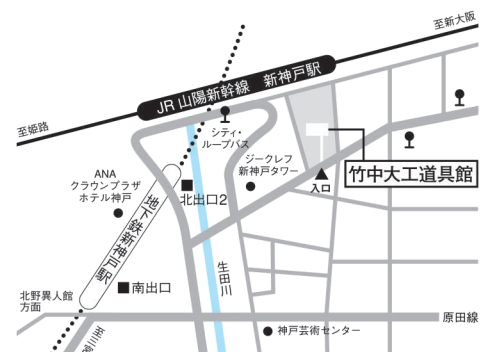 至新大阪
JR 山陽新幹線 新神戸駅
至姫路
シティ・
ループバス
ANA
クラウンプラザ
ホテル神戸
ジークレフ
新神戸タワー
入口
竹中大工道具館
北出口2
地下鉄新神戸駅
生田川
南出口
北野異人館
方面
原田線
至三宮
神戸芸術センター